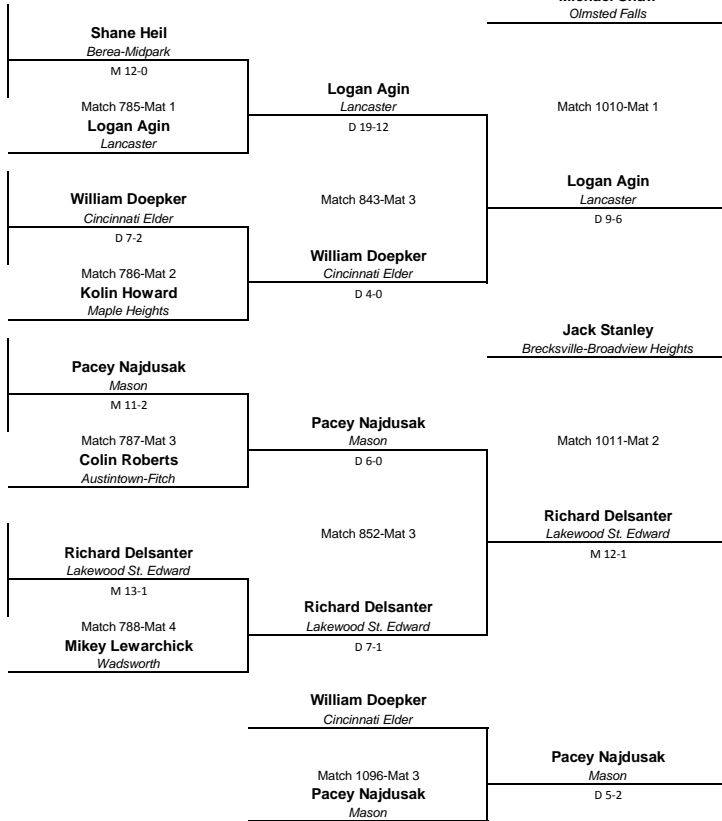 Olmsted Falls
Shane Heil
Berea-Midpark
M 12-0
Match 785-Mat 1
Logan Agin
Lancaster
Logan Agin
Lancaster
D 19-12
Match 1010-Mat 1
William Doepker
Cincinnati Elder
D 7-2
Match 786-Mat 2
Kolin Howard
Maple Heights
Match 843-Mat 3
William Doepker
Cincinnati Elder
D 4-0
Logan Agin
Lancaster
D 9-6
Jack Stanley
Brecksville-Broadview Heights
Pacey Najdusak
Mason
M 11-2
Match 787-Mat 3
Colin Roberts
Austintown-Fitch
Pacey Najdusak
Mason
D 6-0
Match 1011-Mat 2
Richard Delsanter
Lakewood St. Edward
M 13-1
Match 788-Mat 4
Mikey Lewarchick
Wadsworth
Match 852-Mat 3
Richard Delsanter
Lakewood St. Edward
D 7-1
Richard Delsanter
Lakewood St. Edward
M 12-1
William Doepker
Cincinnati Elder
Match 1096-Mat 3
Pacey Najdusak
Mason
Pacey Najdusak
Mason
D 5-2